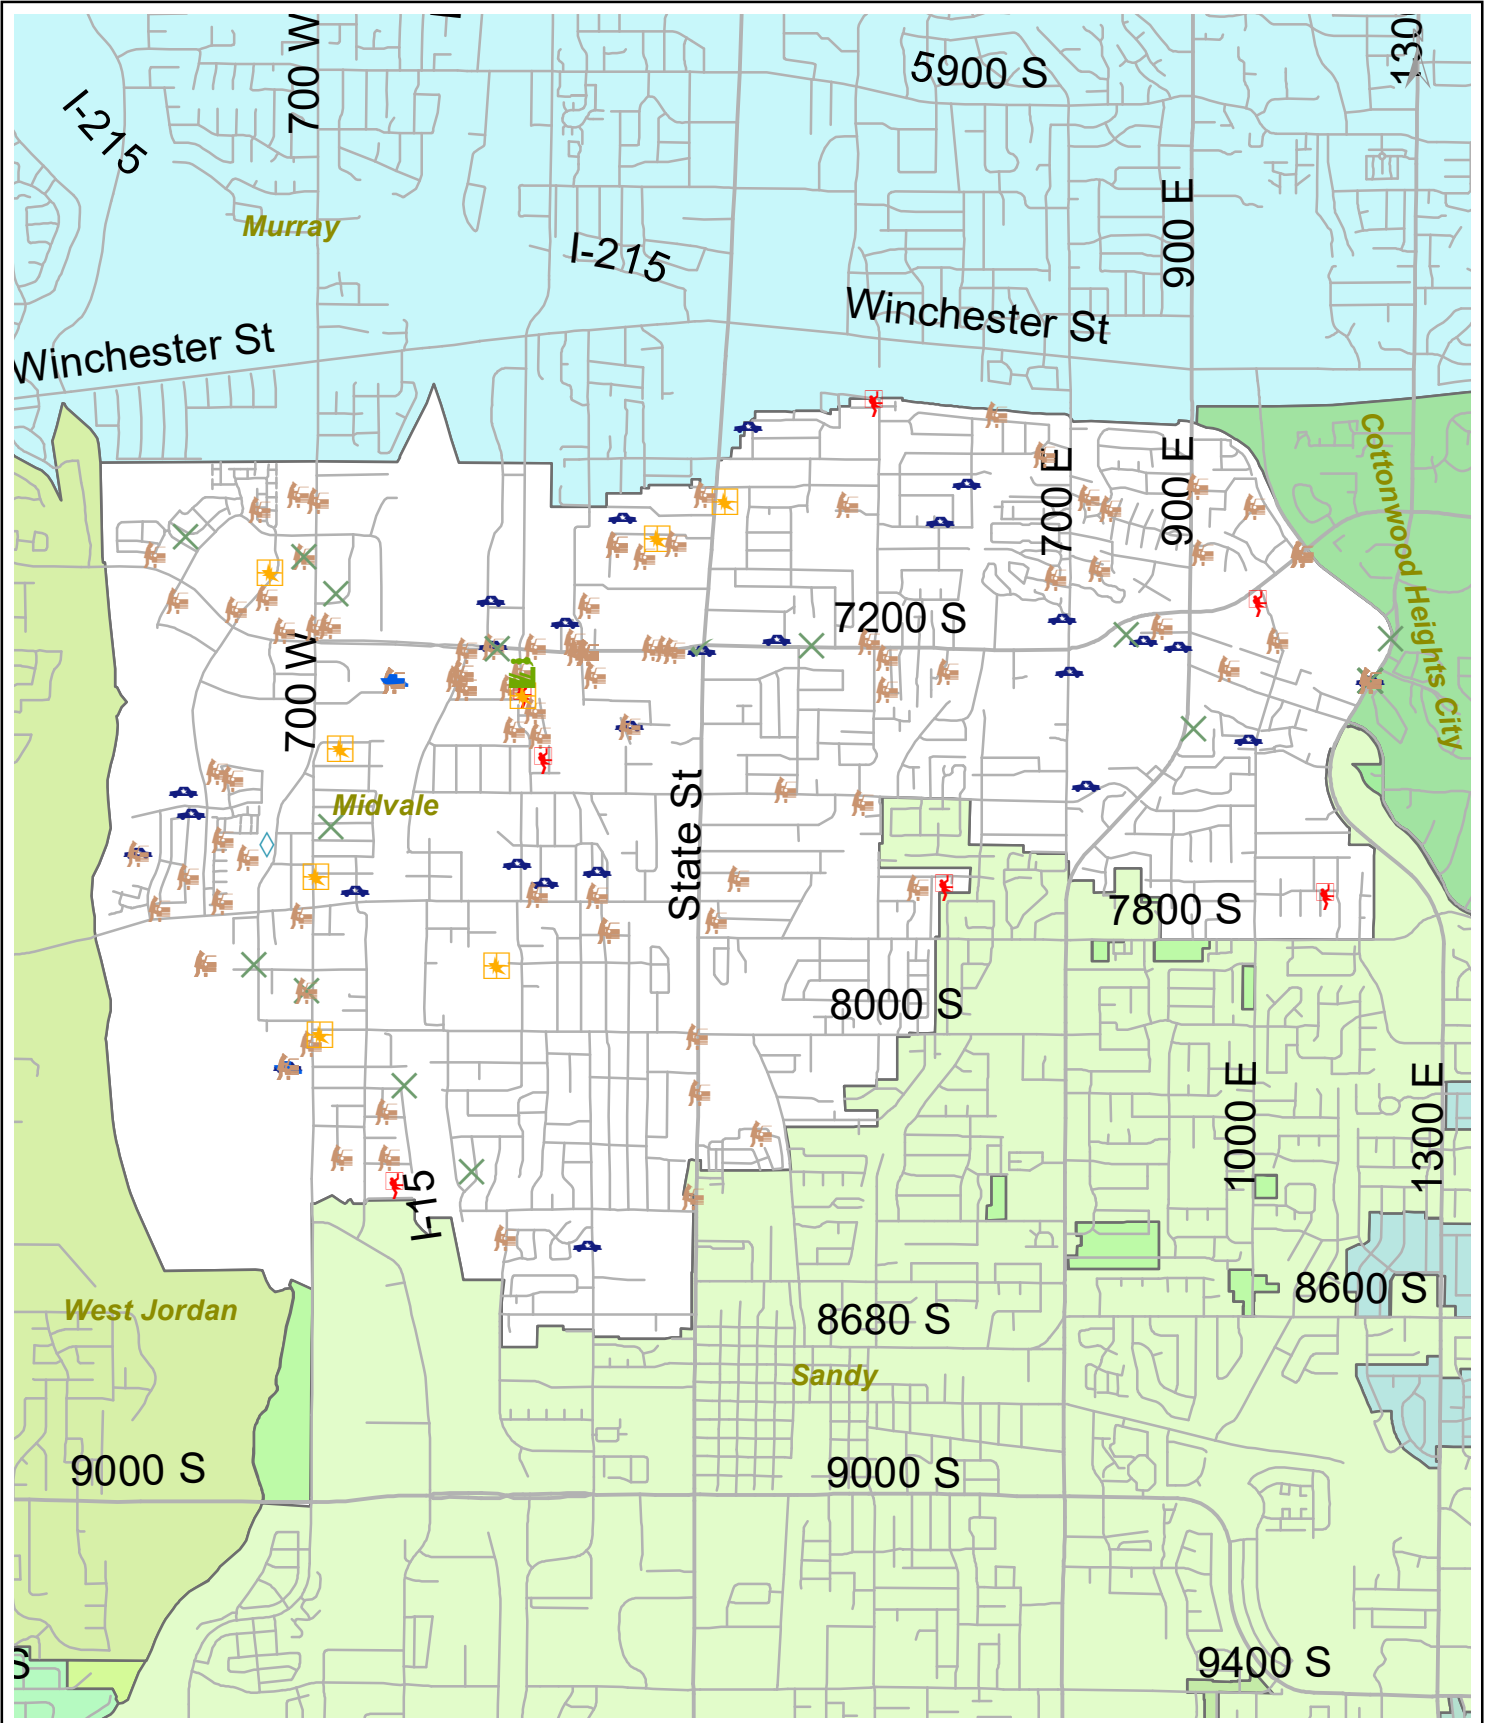 700 W
130
5900 S
I-215
900 E
Murray
I-215
Winchester St
Winchester St
Cottonwood Heights City
700 E
900 E
7200 S
700 W
Midvale
State St
7800 S
8000 S
1000 E
1300 E
I-15
8600 S
West Jordan
8680 S
Sandy
9000 S
9000 S
9400 S
S